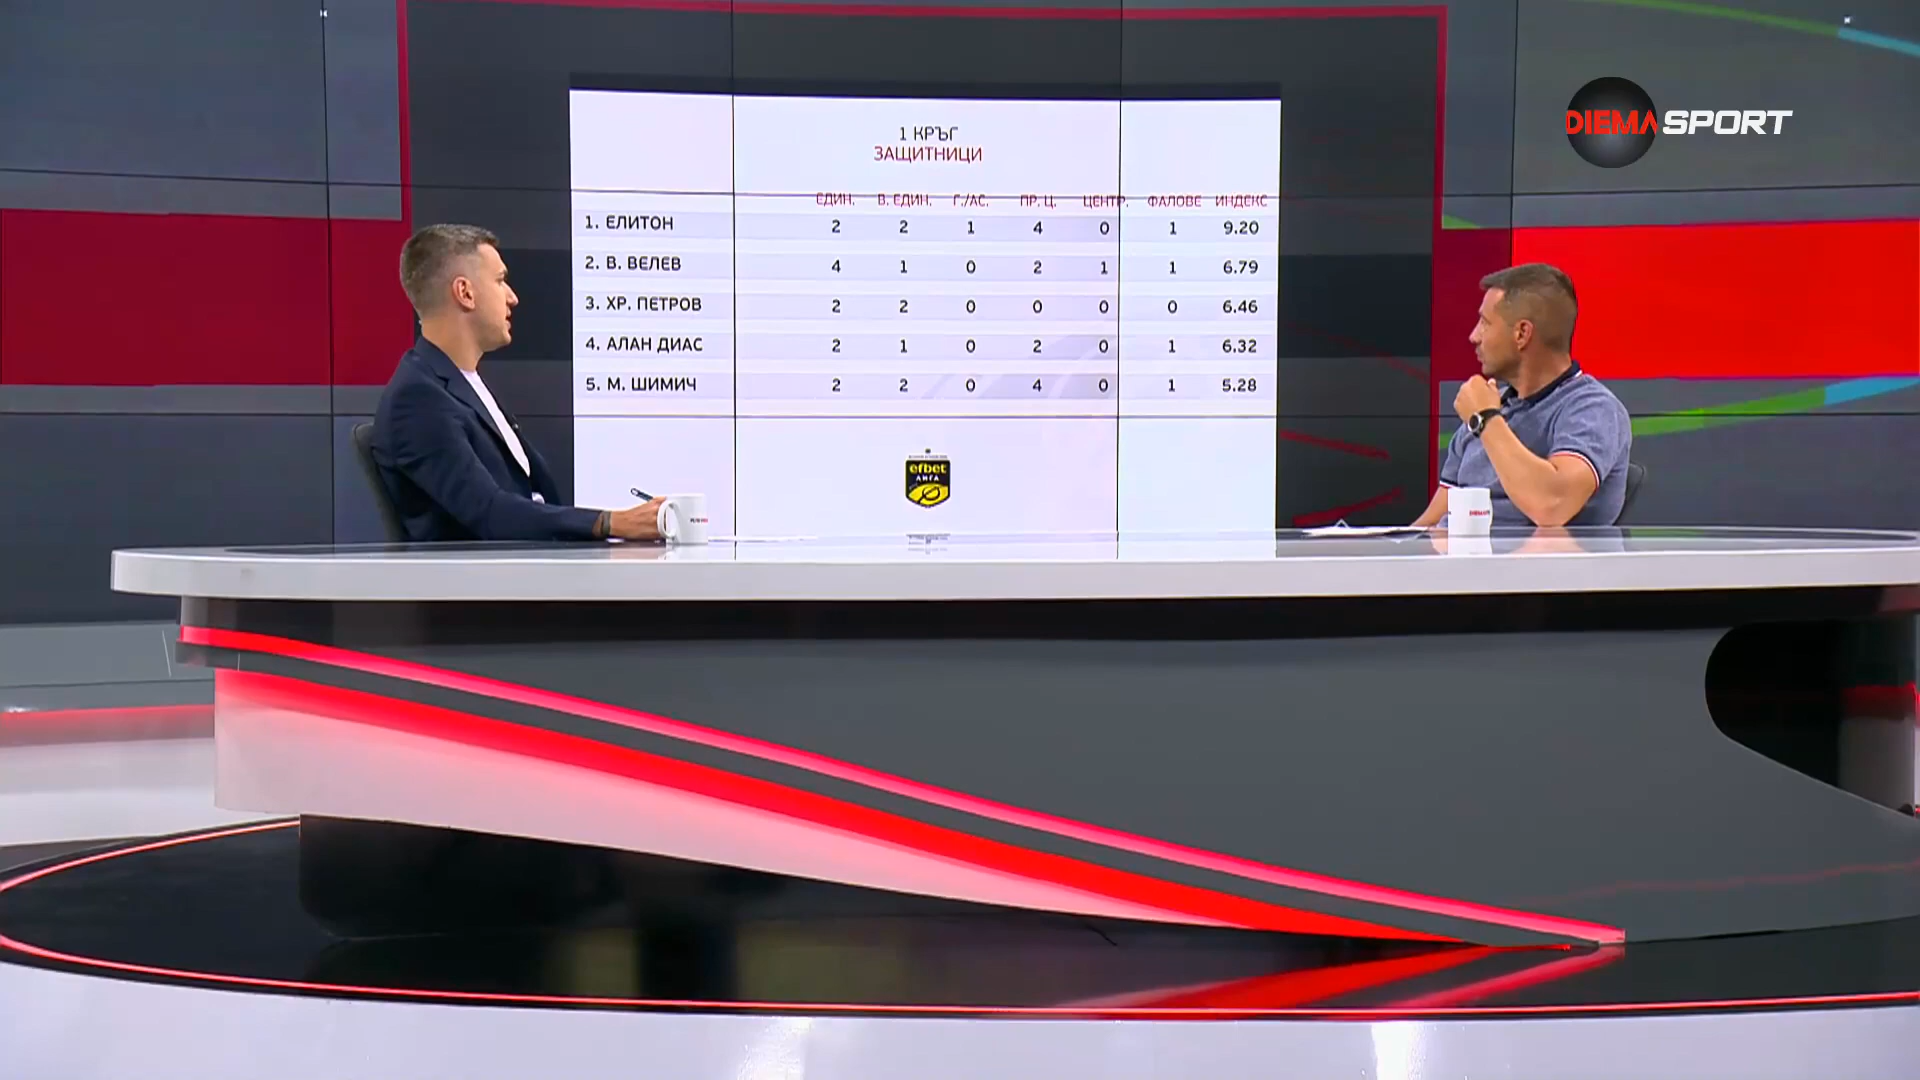 DIEMA SPORT
1 КРЪГ
ЗАЩИТНИЦИ
ЕДИН. В. ЕДИН. Г./АС. ПР. Ц. ЦЕНТР. ФАЛОВЕ ИНДЕКС
1. ЕЛИТОН 2 2 1 4 0 1 9.20
2. В. ВЕЛЕВ 4 1 0 2 1 1 6.79
3. ХР. ПЕТРОВ 2 2 0 0 0 0 6.46
4. АЛАН ДИАС 2 1 0 2 0 1 6.32
5. М. ШИМИЧ 2 2 0 4 0 1 5.28
efbet
ЛИГА